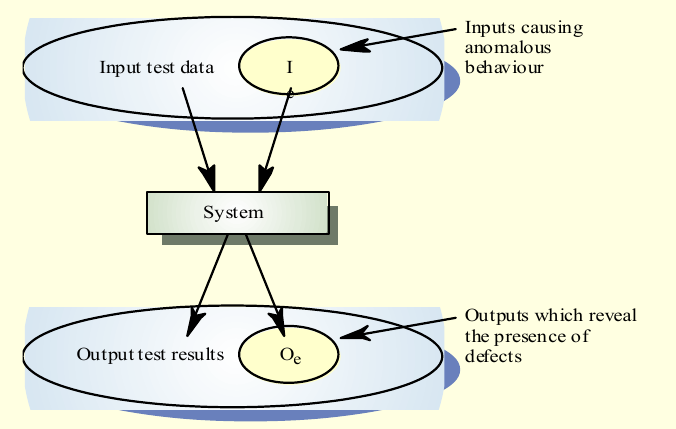 Inputs causing
anomalous
behaviour
Input test data
I
e
System
Outputs which reveal
the presence of
defects
Output test results
Oe